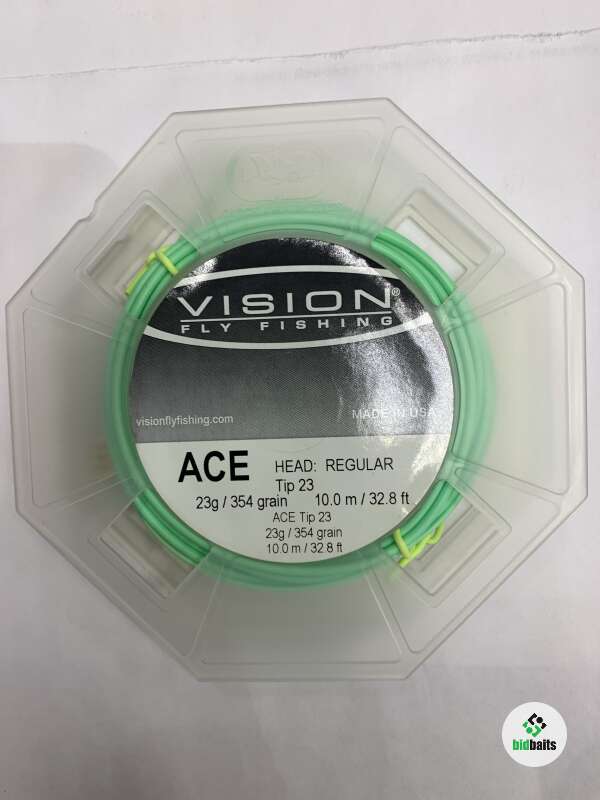 VISION®
FLY FISHING
visionflyfishing.com
MADE IN USA
ACE HEAD: REGULAR
Tip 23
23g / 354 grain 10.0 m / 32.8 ft
ACE Tip 23
23g / 354 grain
10.0 m / 32.8 ft
bidbaits